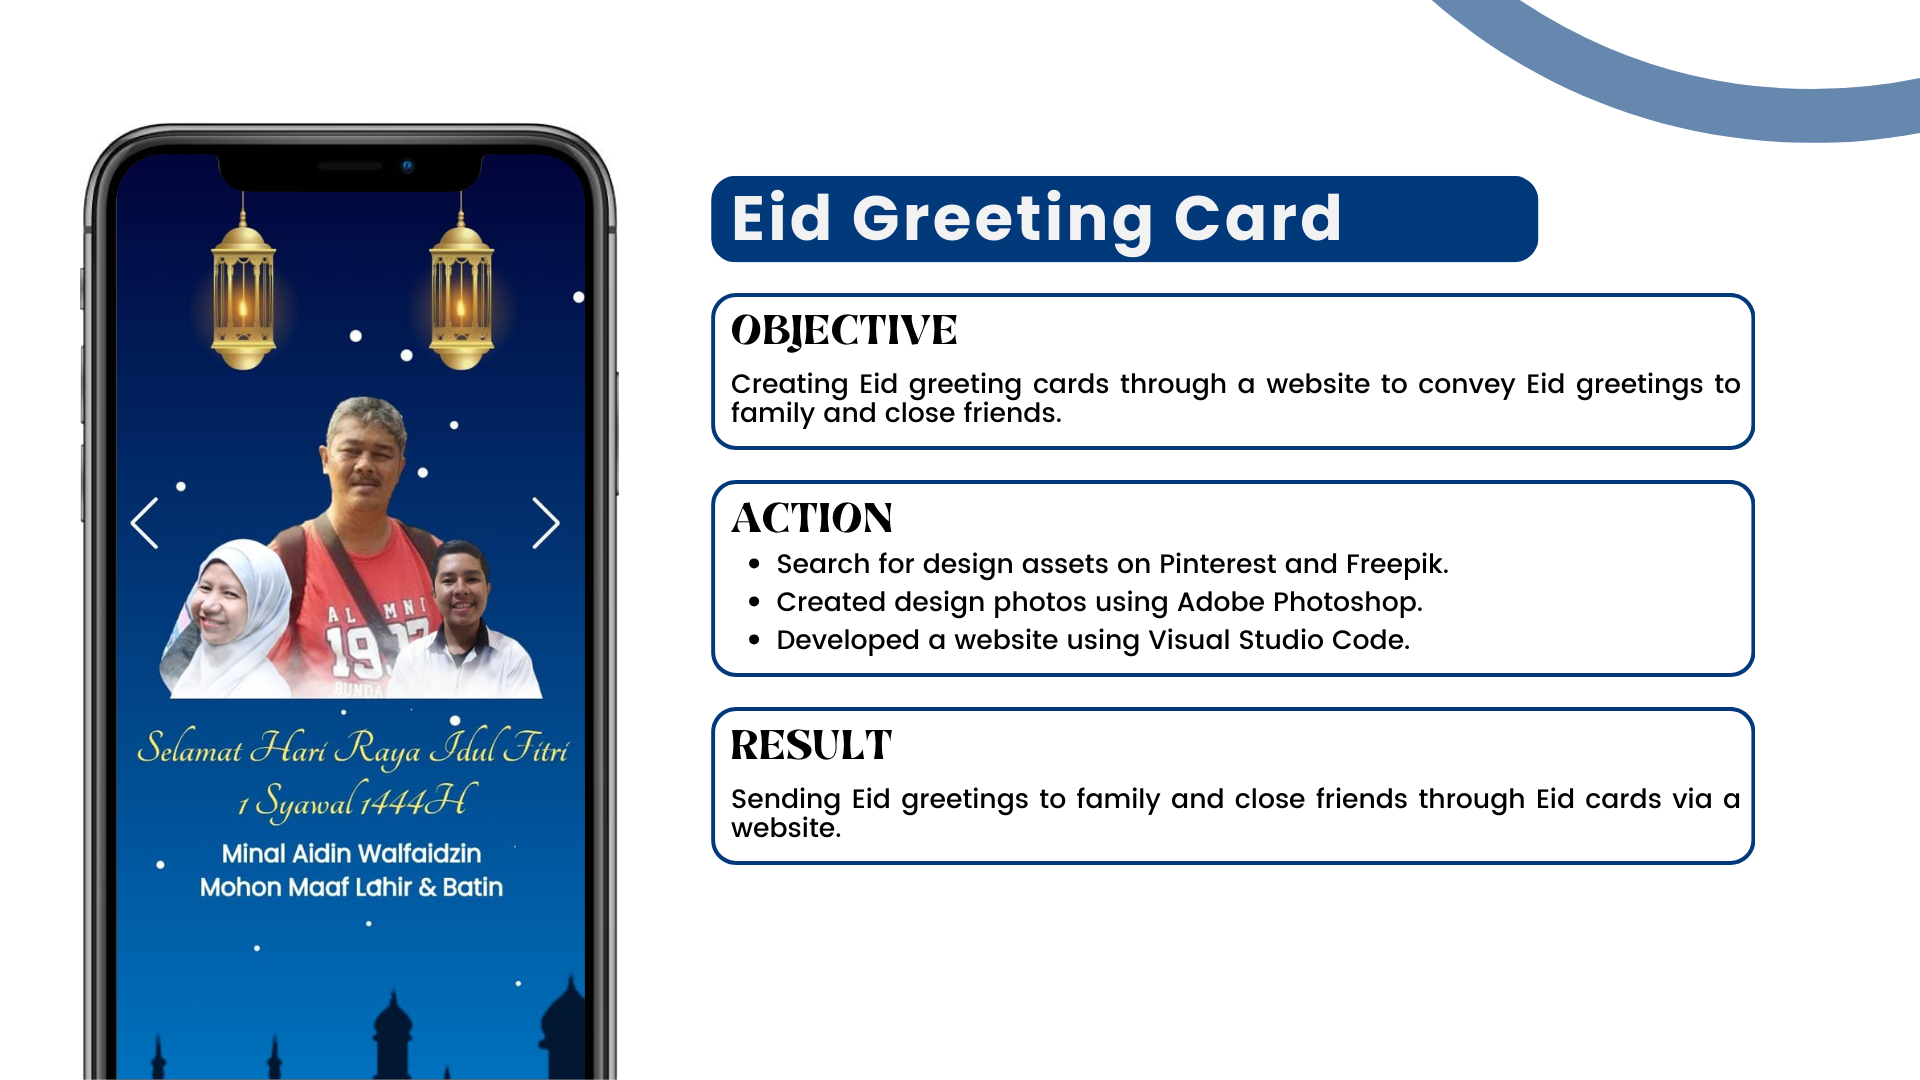 Selamat Hari Raya Idul Fitri
1 Syawal 1444H
Minal Aidin Walfaidzin
Mohon Maaf Lahir & Batin
Eid Greeting Card
OBJECTIVE
Creating Eid greeting cards through a website to convey Eid greetings to
family and close friends.
ACTION
• Search for design assets on Pinterest and Freepik.
• Created design photos using Adobe Photoshop.
• Developed a website using Visual Studio Code.
RESULT
Sending Eid greetings to family and close friends through Eid cards via a
website.